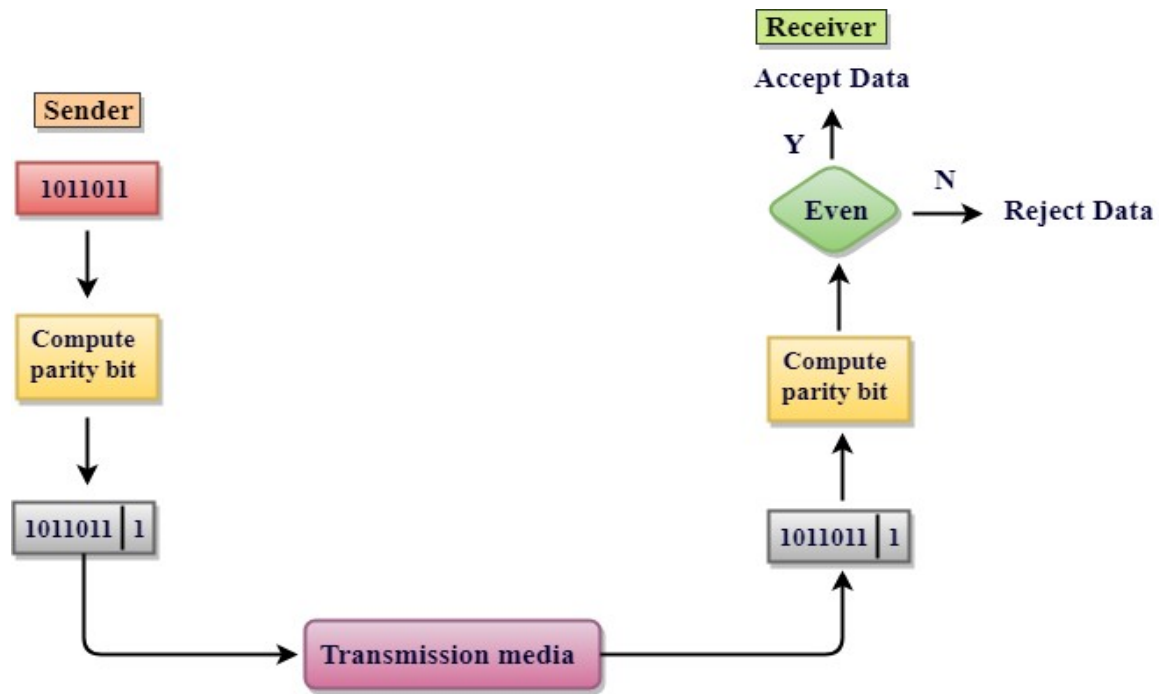 Sender
1011011
Compute
parity bit
1011011 | 1
Transmission media
1011011 | 1
Compute
parity bit
Even
Y
N
Accept Data
Reject Data
Receiver